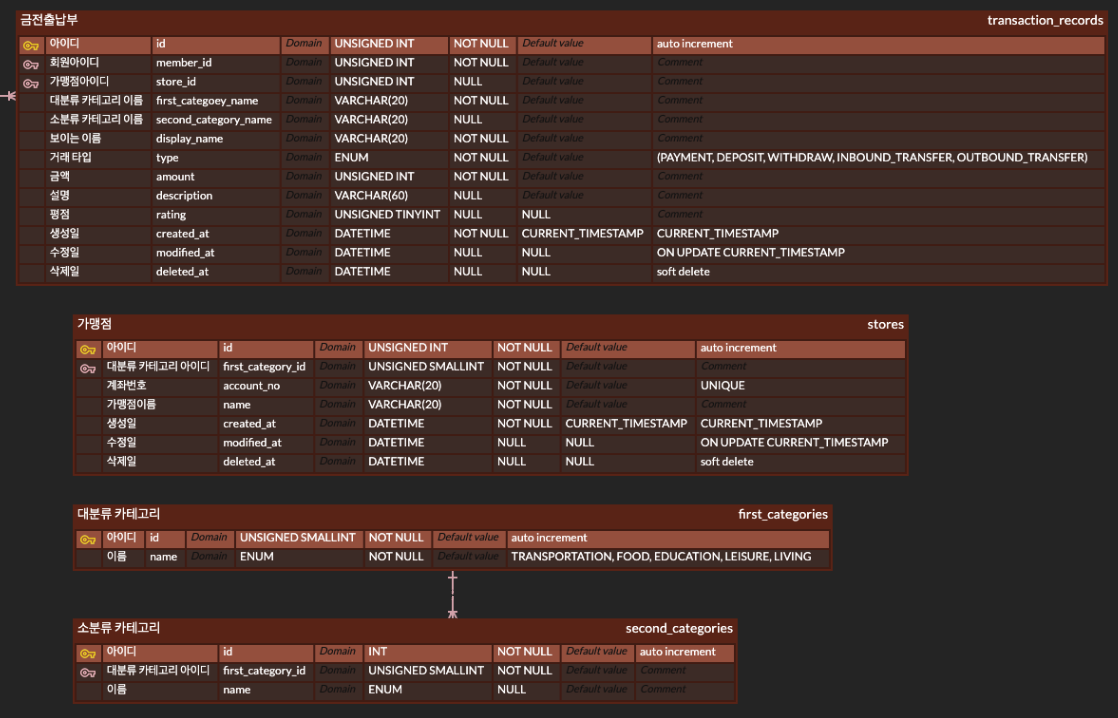 금전출납부 transaction_records
아이디 id Domain UNSIGNED INT NOT NULL Default value auto increment
회원아이디 member_id Domain UNSIGNED INT NOT NULL Default value Comment
가맹점아이디 store_id Domain UNSIGNED INT NULL Default value Comment
대분류 카테고리 이름 first_categoey_name Domain VARCHAR(20) NOT NULL Default value Comment
소분류 카테고리 이름 second_category_name Domain VARCHAR(20) NULL Default value Comment
보이는 이름 display_name Domain VARCHAR(20) NOT NULL Default value Comment
거래 타입 type Domain ENUM NOT NULL Default value (PAYMENT, DEPOSIT, WITHDRAW, INBOUND_TRANSFER, OUTBOUND_TRANSFER)
금액 amount Domain UNSIGNED INT NOT NULL Default value Comment
설명 description Domain VARCHAR(60) NULL Default value Comment
평점 rating Domain UNSIGNED TINYINT NULL NULL Comment
생성일 created_at Domain DATETIME NOT NULL CURRENT_TIMESTAMP CURRENT_TIMESTAMP
수정일 modified_at Domain DATETIME NULL NULL ON UPDATE CURRENT_TIMESTAMP
삭제일 deleted_at Domain DATETIME NULL NULL soft delete
가맹점 stores
아이디 id Domain UNSIGNED INT NOT NULL Default value auto increment
대분류 카테고리 아이디 first_category_id Domain UNSIGNED SMALLINT NOT NULL Default value Comment
계좌번호 account_no Domain VARCHAR(20) NOT NULL Default value UNIQUE
가맹점이름 name Domain VARCHAR(20) NOT NULL Default value Comment
생성일 created_at Domain DATETIME NOT NULL CURRENT_TIMESTAMP CURRENT_TIMESTAMP
수정일 modified_at Domain DATETIME NULL NULL ON UPDATE CURRENT_TIMESTAMP
삭제일 deleted_at Domain DATETIME NULL NULL soft delete
대분류 카테고리 first_categories
아이디 id Domain UNSIGNED SMALLINT NOT NULL Default value auto increment
이름 name Domain ENUM NOT NULL Default value TRANSPORTATION, FOOD, EDUCATION, LEISURE, LIVING
소분류 카테고리 second_categories
아이디 id Domain INT NOT NULL Default value auto increment
대분류 카테고리 아이디 first_category_id Domain UNSIGNED SMALLINT NOT NULL Default value Comment
이름 name Domain ENUM NULL Default value Comment